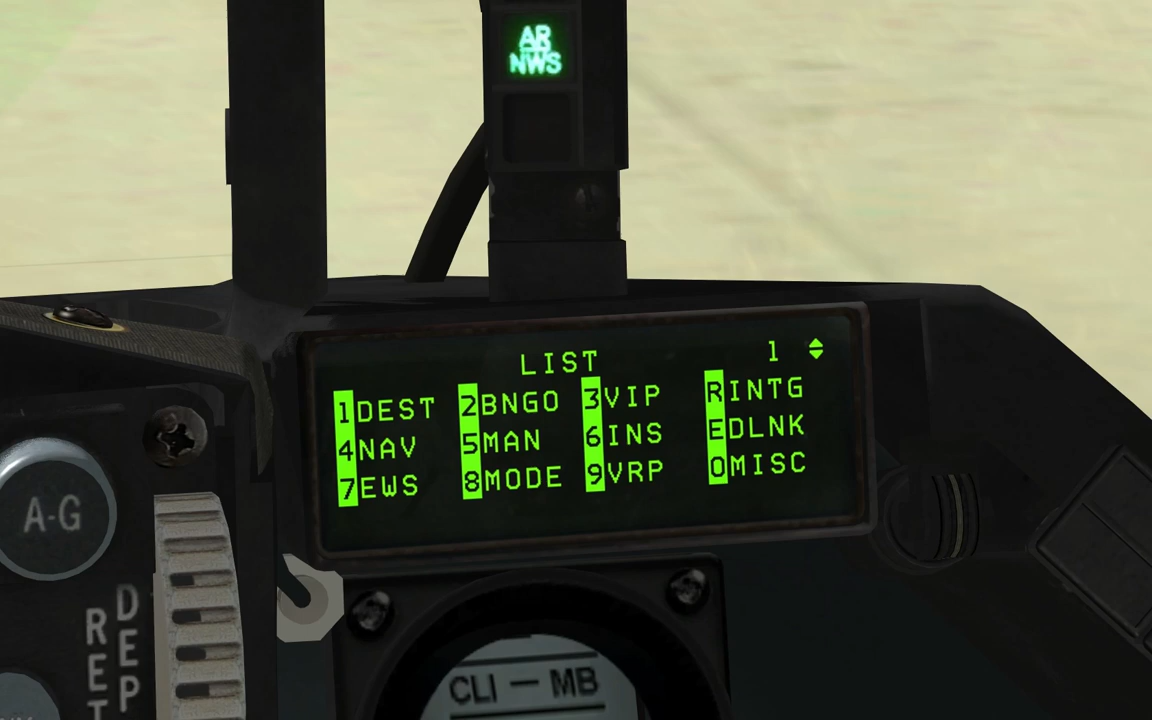 AR
NWS
LIST 1
1DEST 2BNGO 3VIP RINTG
4NAV 5MAN 6INS EDLNK
7EWS 8MODE 9VRP 0MISC
A-G
DEP
RET
CLI — MB